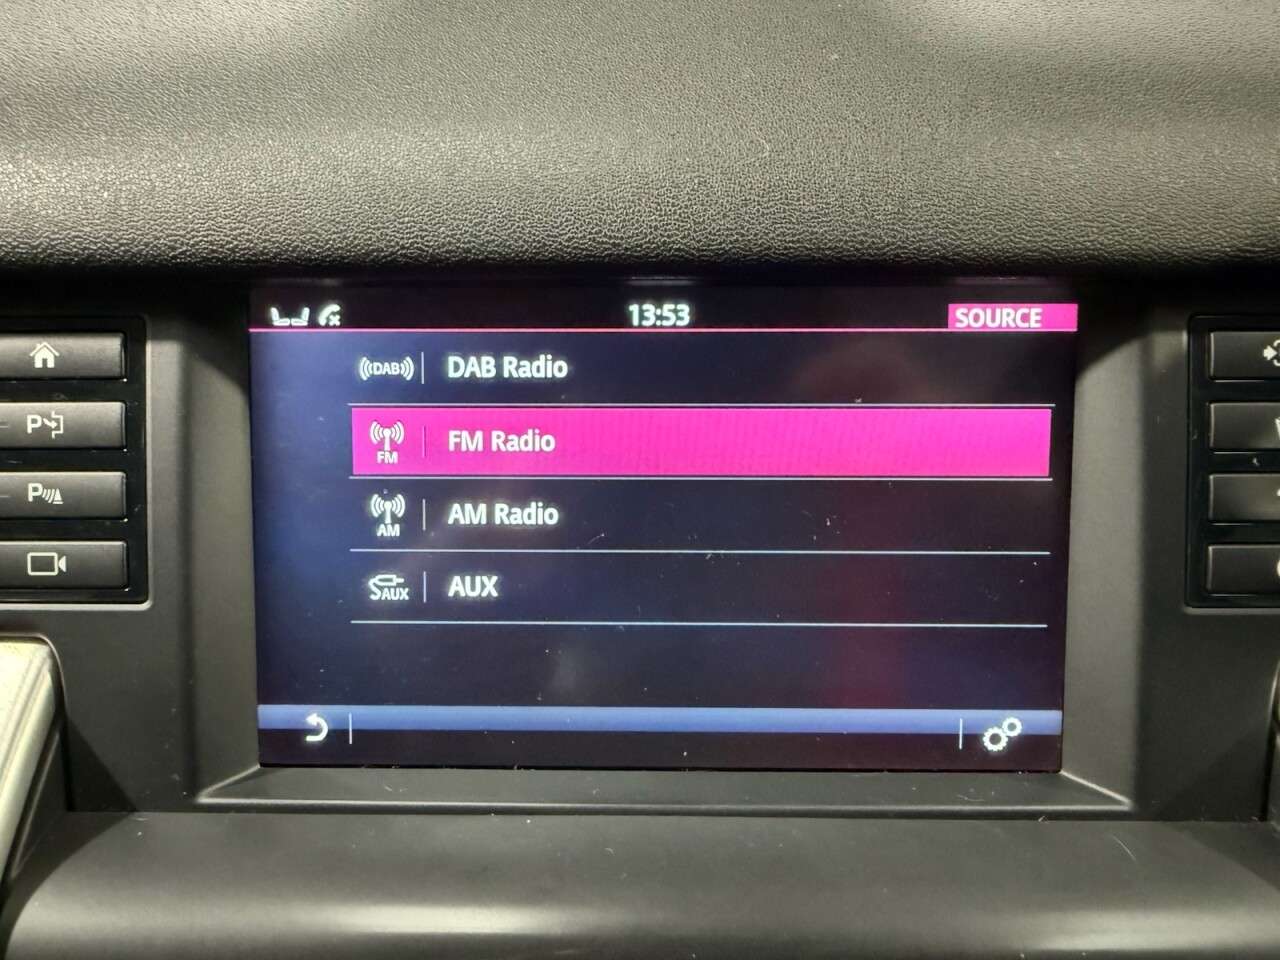 13:53
SOURCE
DAB
DAB Radio
FM
FM Radio
AM
AM Radio
AUX
AUX
P
P